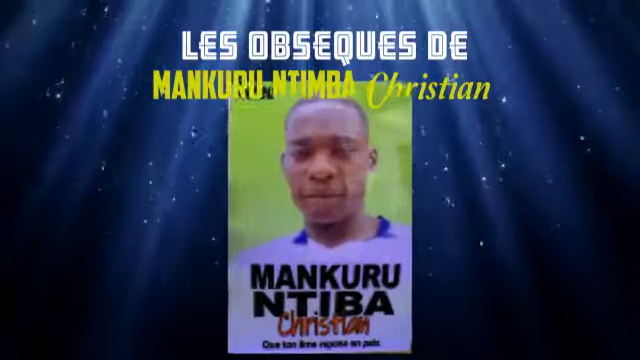 LES OBSEQUES DE
MANKURU NTIMBA Christian
MANKURU
NTIBA
Christian
Que ton âme repose en paix